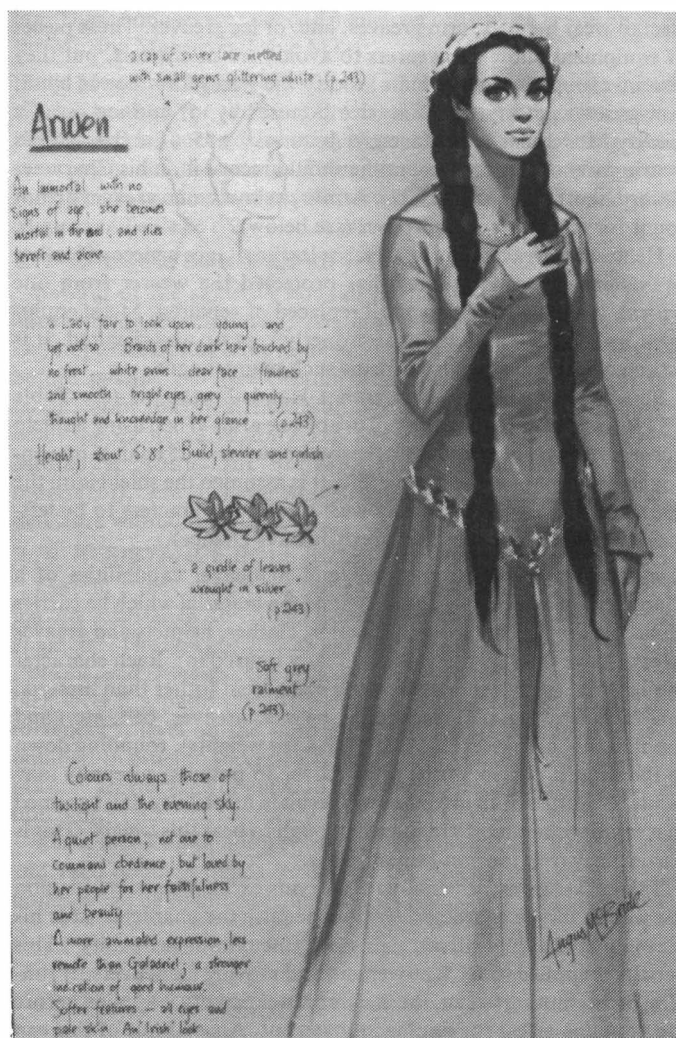 a cap of silver lace netted
with small gems glittering white (p.243)
Arwen
An Immortal with no
signs of age, she becomes
mortal in the end, and dies
bereft and alone.
a Lady fair to look upon . young and
yet not so Braids of her dark hair touched by
no frost white arms clear face flawless
and smooth bright eyes, grey queenly
thought and knowledge in her glance (p.243)
Height, about 5'8" Build, slender and girlish
a girdle of leaves
wrought in silver
(p.243)
Soft grey
raiment
(p.243).
Colours always those of
twilight and the evening sky.
A quiet person, not one to
command obedience, but loved by
her people for her faithfulness
and beauty
A more animated expression, less
remote than Galadriel; a stronger
indication of good humour.
Softer features – all eyes and
pale skin An "Irish" look
Angus McBride